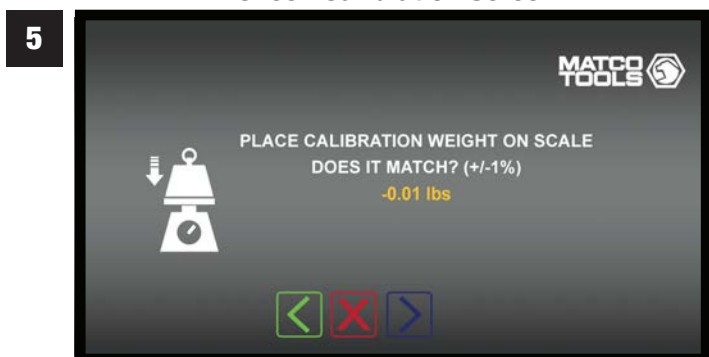 5
MATCO
TOOLS
PLACE CALIBRATION WEIGHT ON SCALE
DOES IT MATCH? (+/-1%)
-0.01 lbs